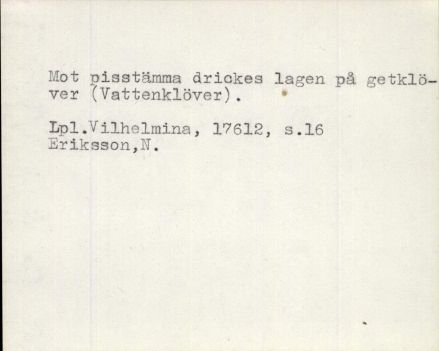 Mot pisstämma drickes lagen på getklö-
ver (Vattenklöver).
Lpl.Vilhelmina, 17612, s.16
Eriksson,N.